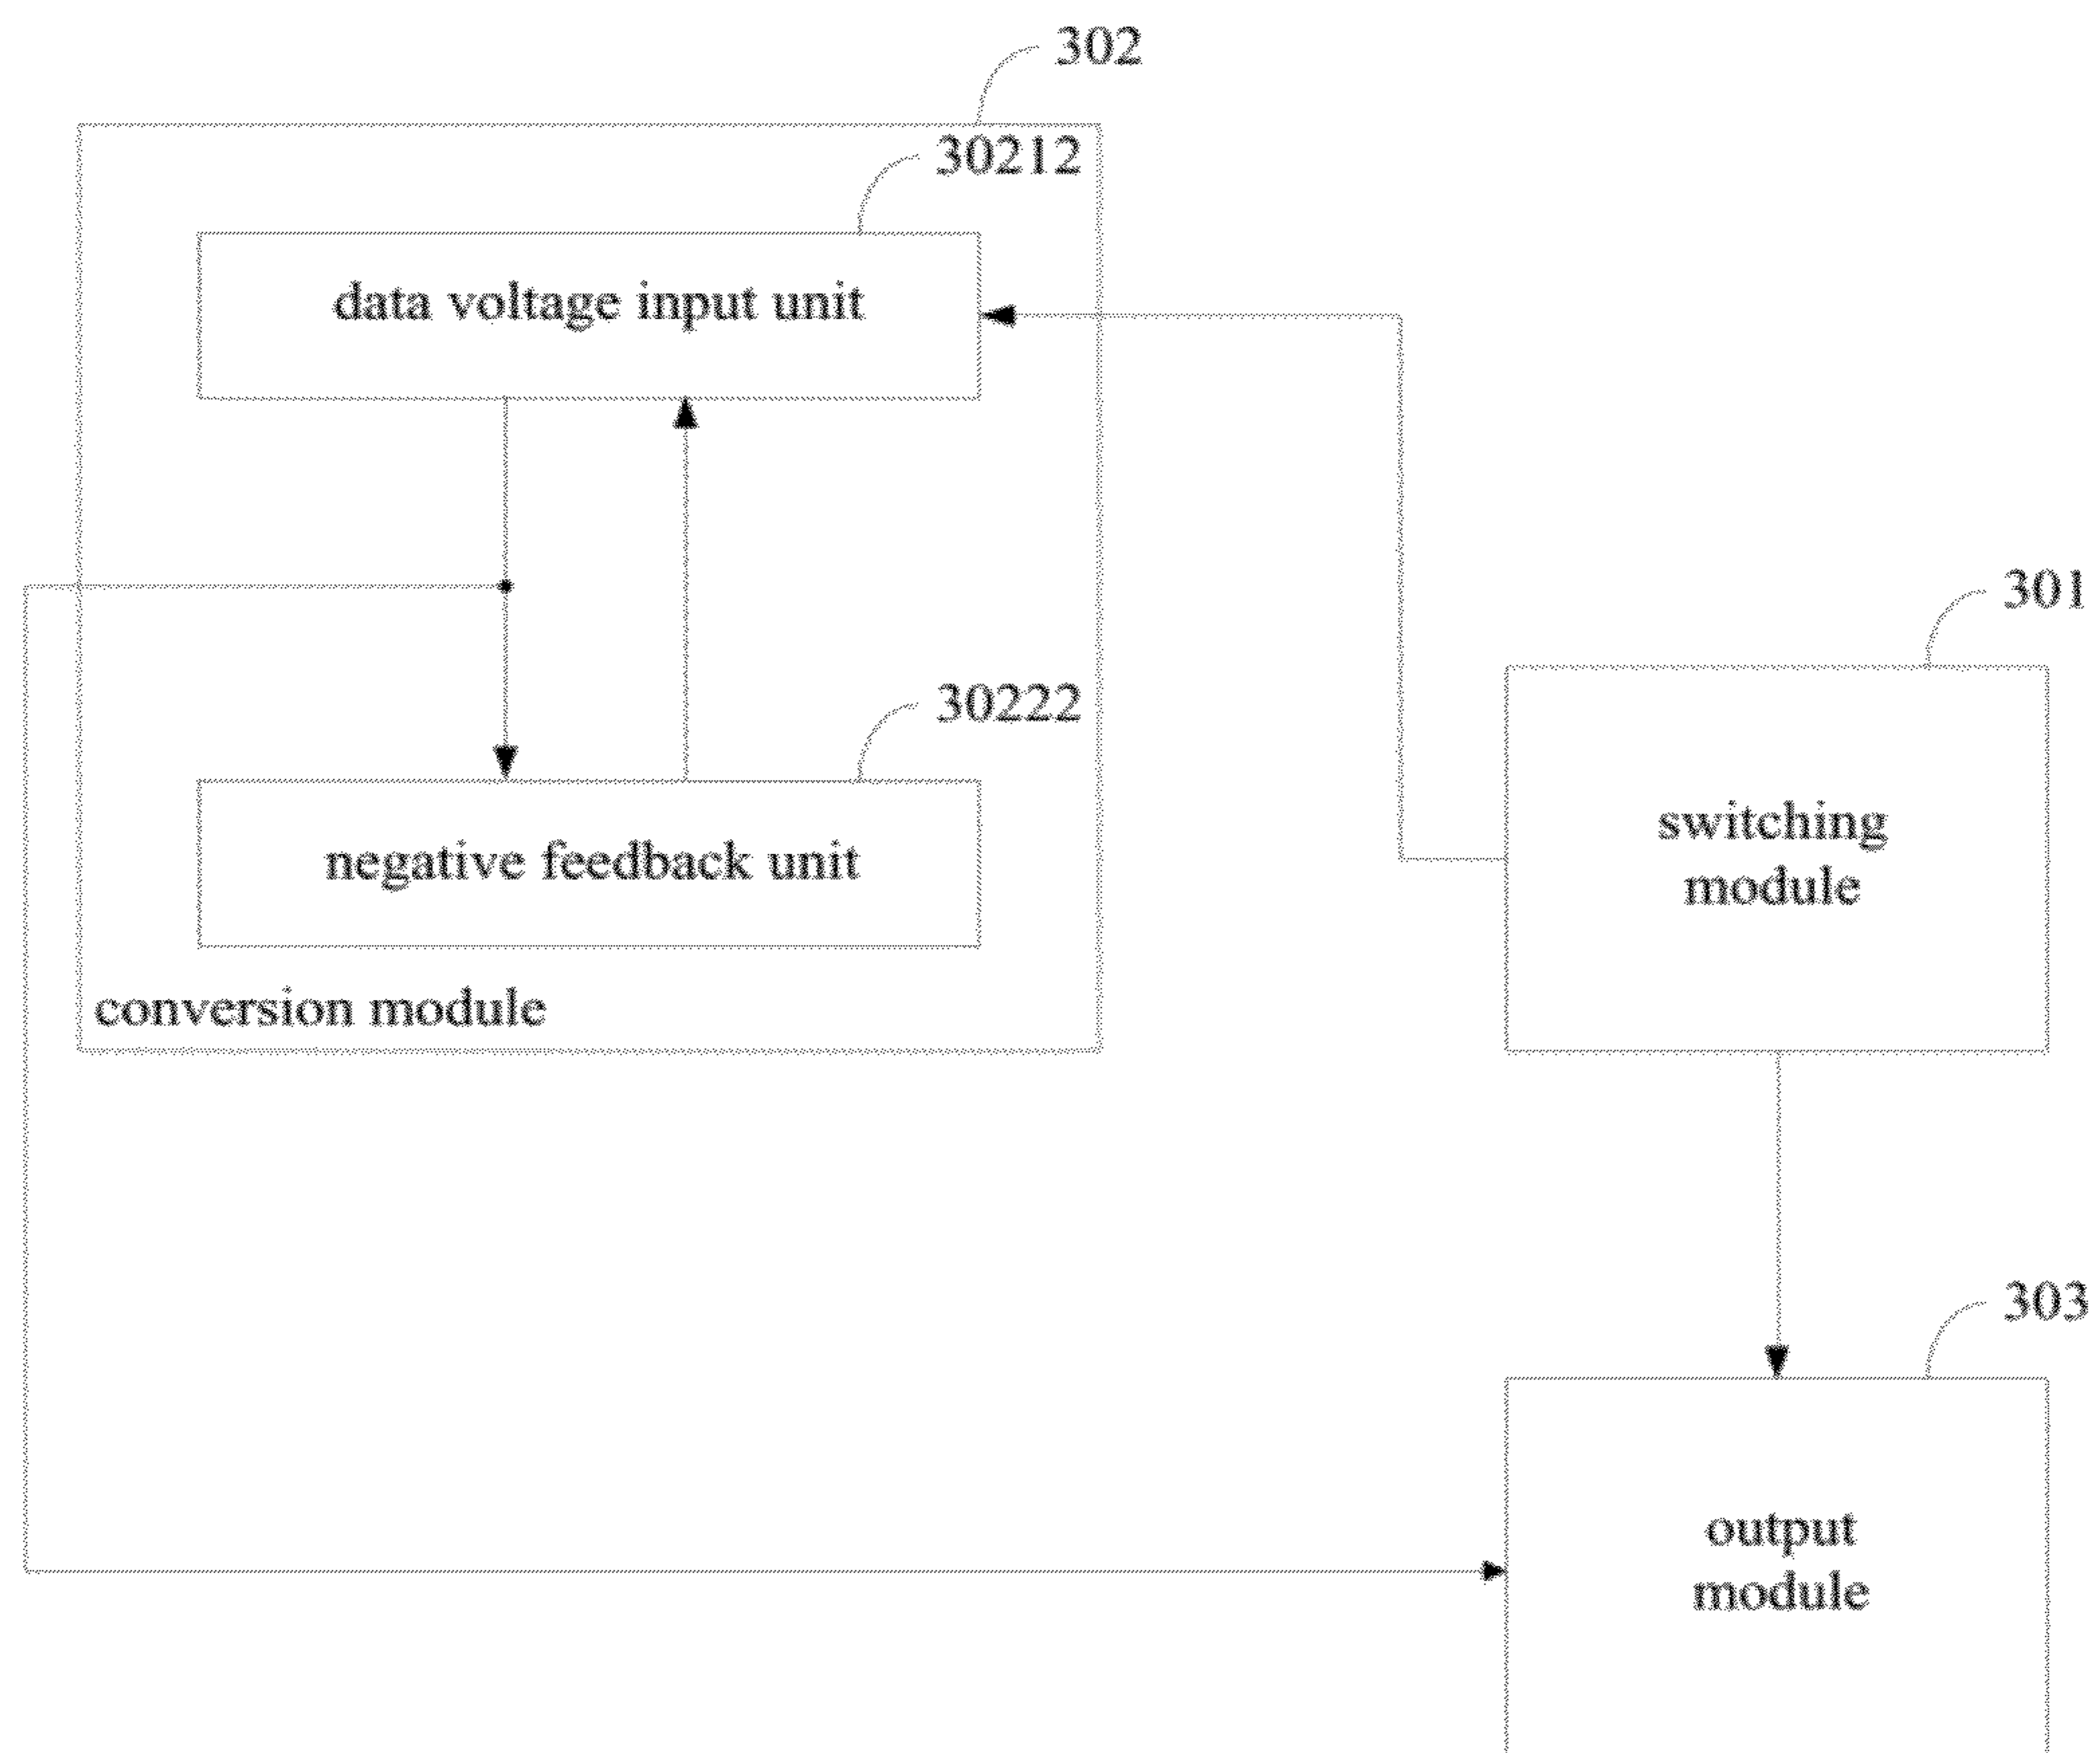 302
30212
data voltage input unit
301
30222
switching
module
negative feedback unit
conversion module
303
output
module